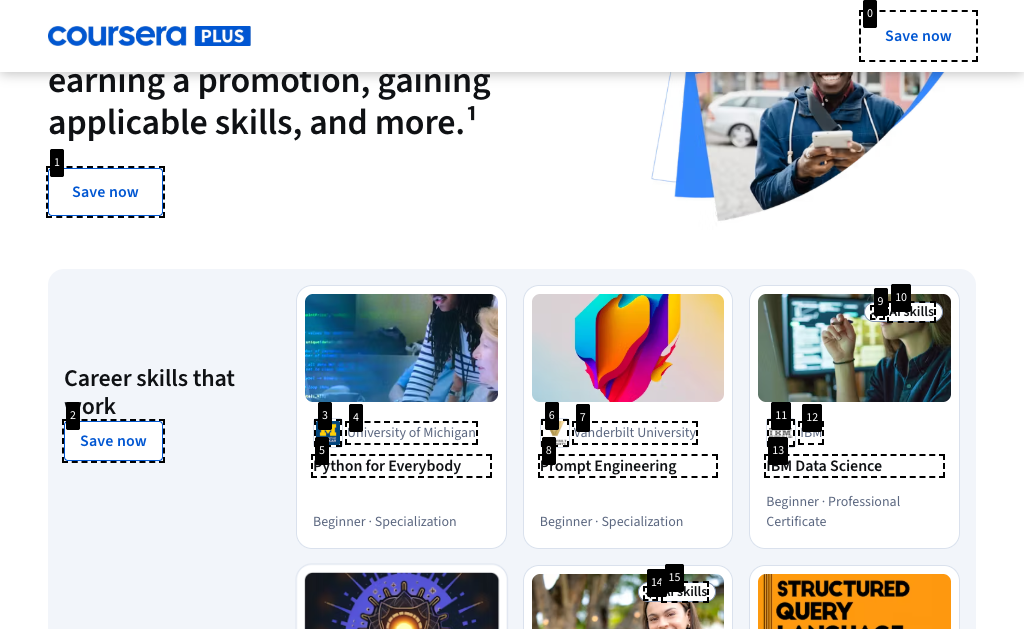 coursera PLUS
Save now
earning a promotion, gaining
applicable skills, and more.¹
Save now
Career skills that
work
Save now
University of Michigan
Python for Everybody
Beginner · Specialization
Vanderbilt University
Prompt Engineering
Beginner · Specialization
AI skills
IBM
IBM Data Science
Beginner · Professional
Certificate
skills
STRUCTURED
QUERY
LANGUAGE
0
1
2
3
4
5
6
7
8
9
10
11
12
13
14
15